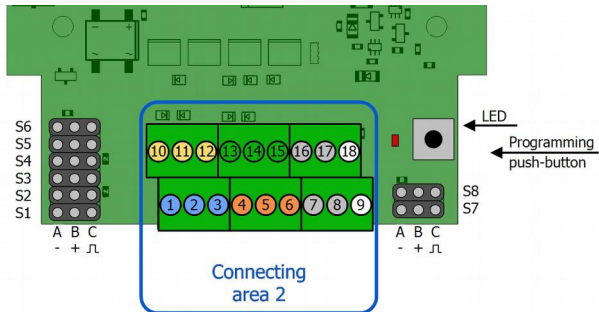 LED
Programming
push-button
S6
S5
S4
S3
S2
S1
10 11 12 13 14 15 16 17 18
1 2 3 4 5 6 7 8 9
S8
S7
A B C
- +
A B C
- +
Connecting
area 2